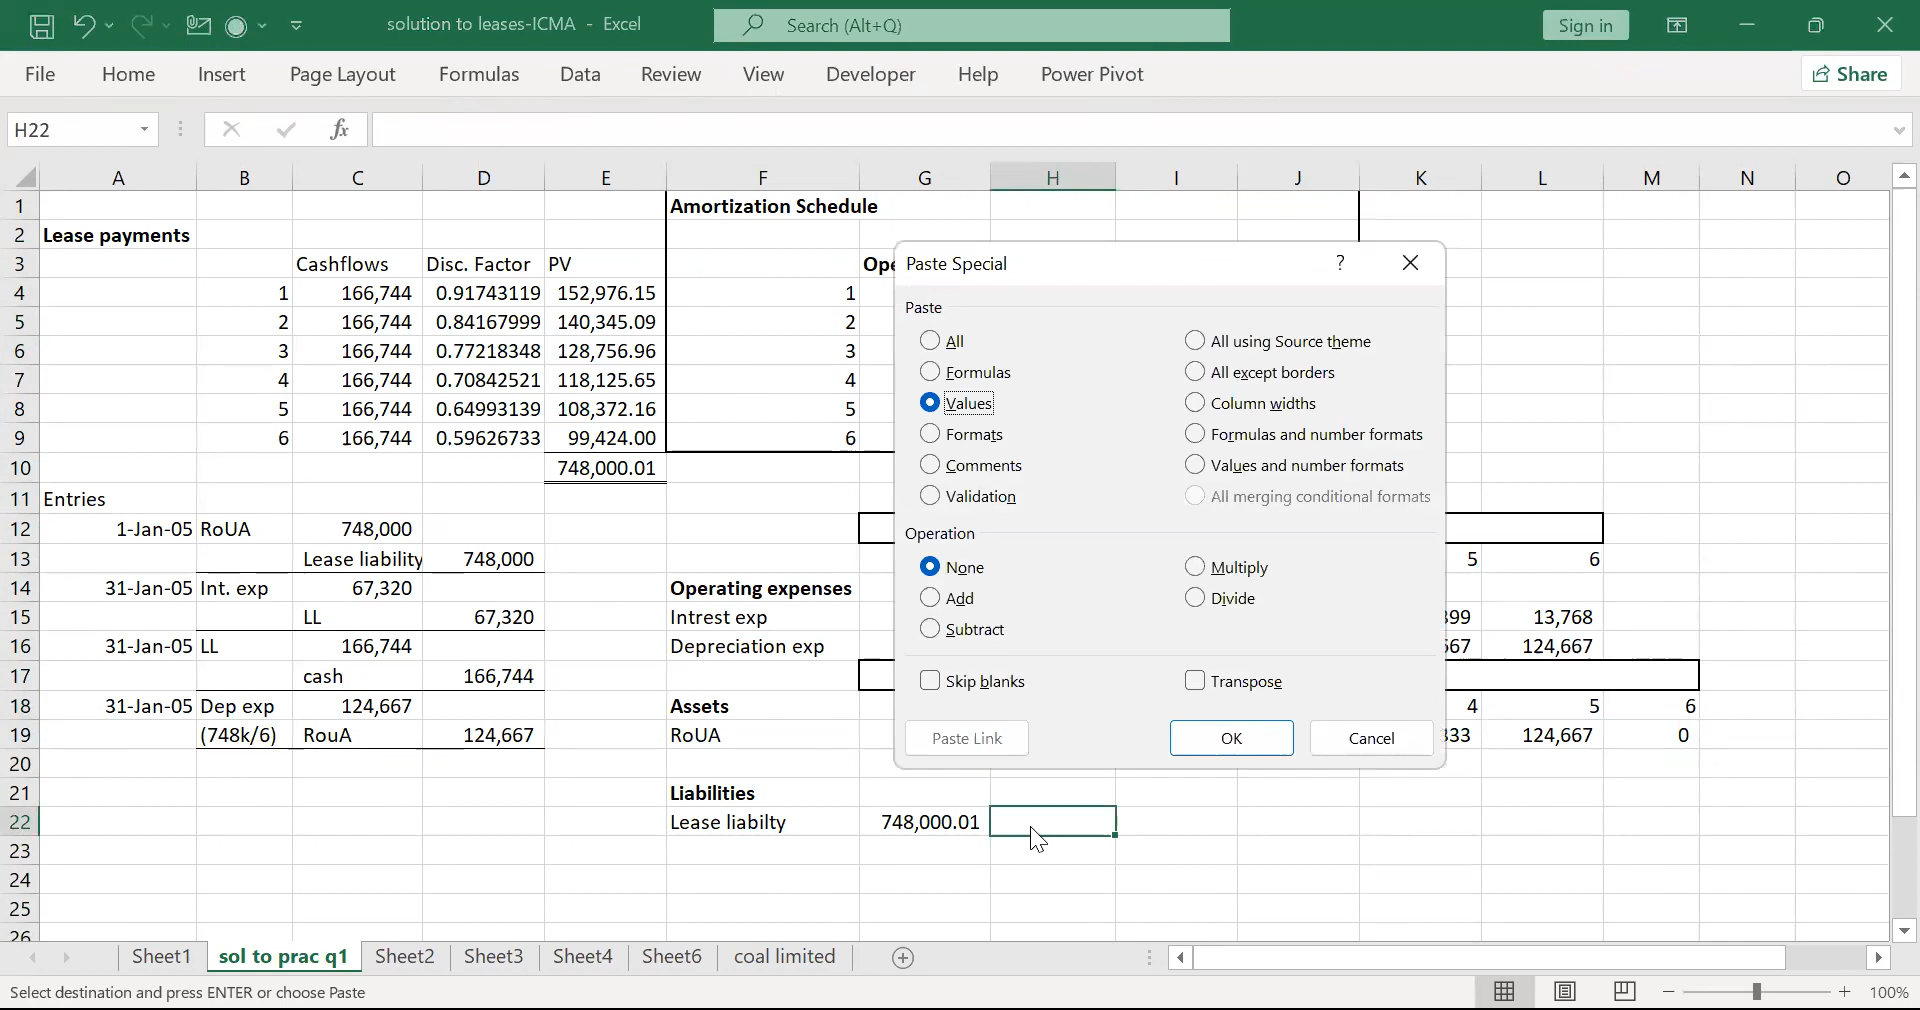 solution to leases-ICMA - Excel
Search (Alt+Q)
Sign in
File Home Insert Page Layout Formulas Data Review View Developer Help Power Pivot
Share
H22
fx
A B C D E F G H I J K L M N O
1 Amortization Schedule
2 Lease payments
3 Cashflows Disc. Factor PV Ope
4 1 166,744 0.91743119 152,976.15 1
5 2 166,744 0.84167999 140,345.09 2
6 3 166,744 0.77218348 128,756.96 3
7 4 166,744 0.70842521 118,125.65 4
8 5 166,744 0.64993139 108,372.16 5
9 6 166,744 0.59626733 99,424.00 6
10 748,000.01
11 Entries
12 1-Jan-05 RoUA 748,000
13 Lease liability 748,000 5 6
14 31-Jan-05 Int. exp 67,320 Operating expenses
15 LL 67,320 Intrest exp 399 13,768
16 31-Jan-05 LL 166,744 Depreciation exp 667 124,667
17 cash 166,744
18 31-Jan-05 Dep exp 124,667 Assets 4 5 6
19 (748k/6) RouA 124,667 RoUA 333 124,667 0
20
21 Liabilities
22 Lease liabilty 748,000.01
23
24
25
26
Paste Special
?
Paste
All All using Source theme
Formulas All except borders
Values Column widths
Formats Formulas and number formats
Comments Values and number formats
Validation All merging conditional formats
Operation
None Multiply
Add Divide
Subtract
Skip blanks Transpose
Paste Link OK Cancel
Sheet1 sol to prac q1 Sheet2 Sheet3 Sheet4 Sheet6 coal limited
Select destination and press ENTER or choose Paste
100%